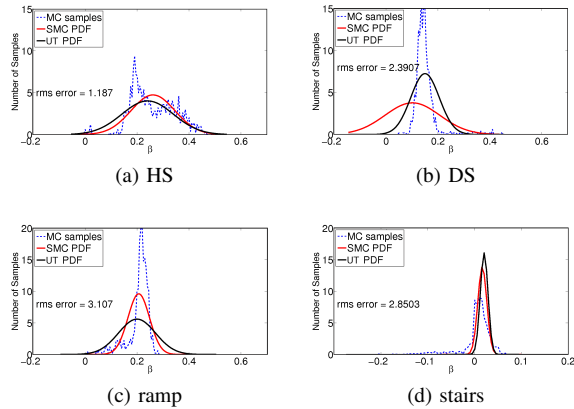 15
10
5
0
Number of Samples
MC samples
SMC PDF
UT PDF
rms error = 1.187
-0.2 0 0.2 0.4 0.6
β
(a) HS
15
10
5
0
Number of Samples
MC samples
SMC PDF
UT PDF
rms error = 2.3907
-0.2 0 0.2 0.4 0.6
β
(b) DS
20
15
10
5
0
Number of Samples
MC samples
SMC PDF
UT PDF
rms error = 3.107
-0.2 0 0.2 0.4 0.6
β
(c) ramp
20
15
10
5
0
Number of Samples
MC samples
SMC PDF
UT PDF
rms error = 2.8503
-0.2 -0.1 0 0.1 0.2
β
(d) stairs